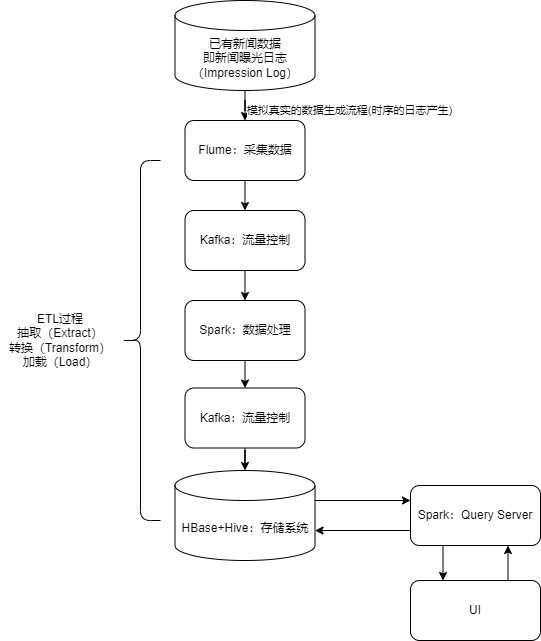 已有新闻数据
即新闻曝光日志
（Impression Log）
模拟真实的数据生成流程(时序的日志产生)
Flume：采集数据
Kafka：流量控制
ETL过程
抽取（Extract）
转换（Transform）
加载（Load）
Spark：数据处理
Kafka：流量控制
HBase+Hive：存储系统
Spark：Query Server
UI